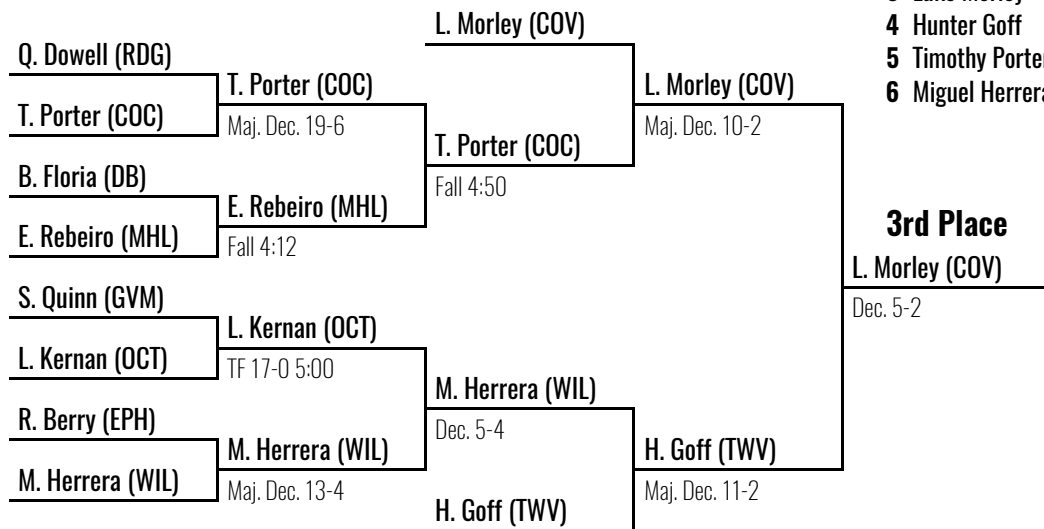 4 Hunter Goff
5 Timothy Porter
6 Miguel Herrera
L. Morley (COV)
Q. Dowell (RDG)
T. Porter (COC)
T. Porter (COC)
Maj. Dec. 19-6
L. Morley (COV)
Maj. Dec. 10-2
T. Porter (COC)
Fall 4:50
B. Floria (DB)
E. Rebeiro (MHL)
E. Rebeiro (MHL)
Fall 4:12
3rd Place
L. Morley (COV)
Dec. 5-2
S. Quinn (GVM)
L. Kernan (OCT)
L. Kernan (OCT)
TF 17-0 5:00
M. Herrera (WIL)
Dec. 5-4
R. Berry (EPH)
M. Herrera (WIL)
M. Herrera (WIL)
Maj. Dec. 13-4
H. Goff (TWV)
Maj. Dec. 11-2
H. Goff (TWV)